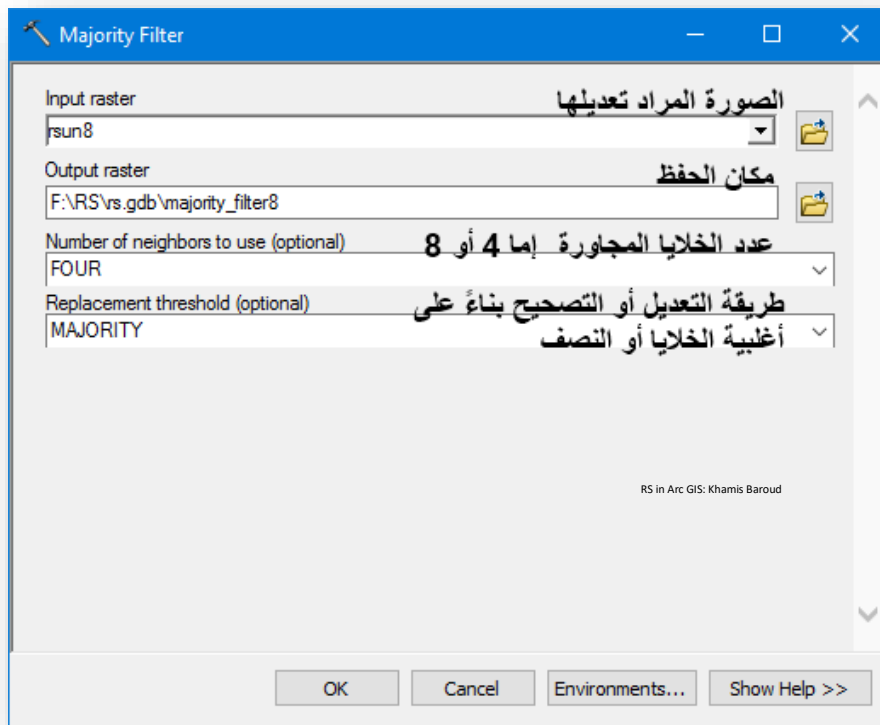 Majority Filter
Input raster
الصورة المراد تعديلها
rsun8
Output raster
مكان الحفظ
F:\RS\rs.gdb\majority_filter8
Number of neighbors to use (optional)
عدد الخلايا المجاورة إما 4 أو 8
FOUR
Replacement threshold (optional)
طريقة التعديل أو التصحيح بناءً على
MAJORITY
أغلبية الخلايا أو النصف
RS in Arc GIS: Khamis Baroud
OK Cancel Environments... Show Help >>